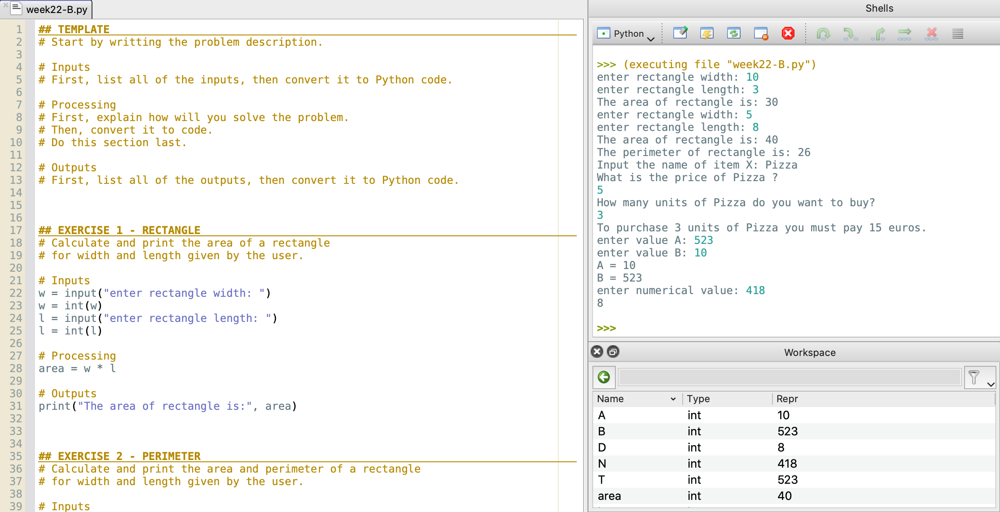 week22-B.py
1 ## TEMPLATE
2 # Start by writting the problem description.
3
4 # Inputs
5 # First, list all of the inputs, then convert it to Python code.
6
7 # Processing
8 # First, explain how will you solve the problem.
9 # Then, convert it to code.
10 # Do this section last.
11
12 # Outputs
13 # First, list all of the outputs, then convert it to Python code.
14
15
16
17 ## EXERCISE 1 - RECTANGLE
18 # Calculate and print the area of a rectangle
19 # for width and length given by the user.
20
21 # Inputs
22 w = input("enter rectangle width: ")
23 w = int(w)
24 l = input("enter rectangle length: ")
25 l = int(l)
26
27 # Processing
28 area = w * l
29
30 # Outputs
31 print("The area of rectangle is:", area)
32
33
34
35 ## EXERCISE 2 - PERIMETER
36 # Calculate and print the area and perimeter of a rectangle
37 # for width and length given by the user.
38
39 # Inputs
Shells
Python
>>> (executing file "week22-B.py")
enter rectangle width: 10
enter rectangle length: 3
The area of rectangle is: 30
enter rectangle width: 5
enter rectangle length: 8
The area of rectangle is: 40
The perimeter of rectangle is: 26
Input the name of item X: Pizza
What is the price of Pizza ?
5
How many units of Pizza do you want to buy?
3
To purchase 3 units of Pizza you must pay 15 euros.
enter value A: 523
enter value B: 10
A = 10
B = 523
enter numerical value: 418
8
>>>
Workspace
Name Type Repr
A int 10
B int 523
D int 8
N int 418
T int 523
area int 40